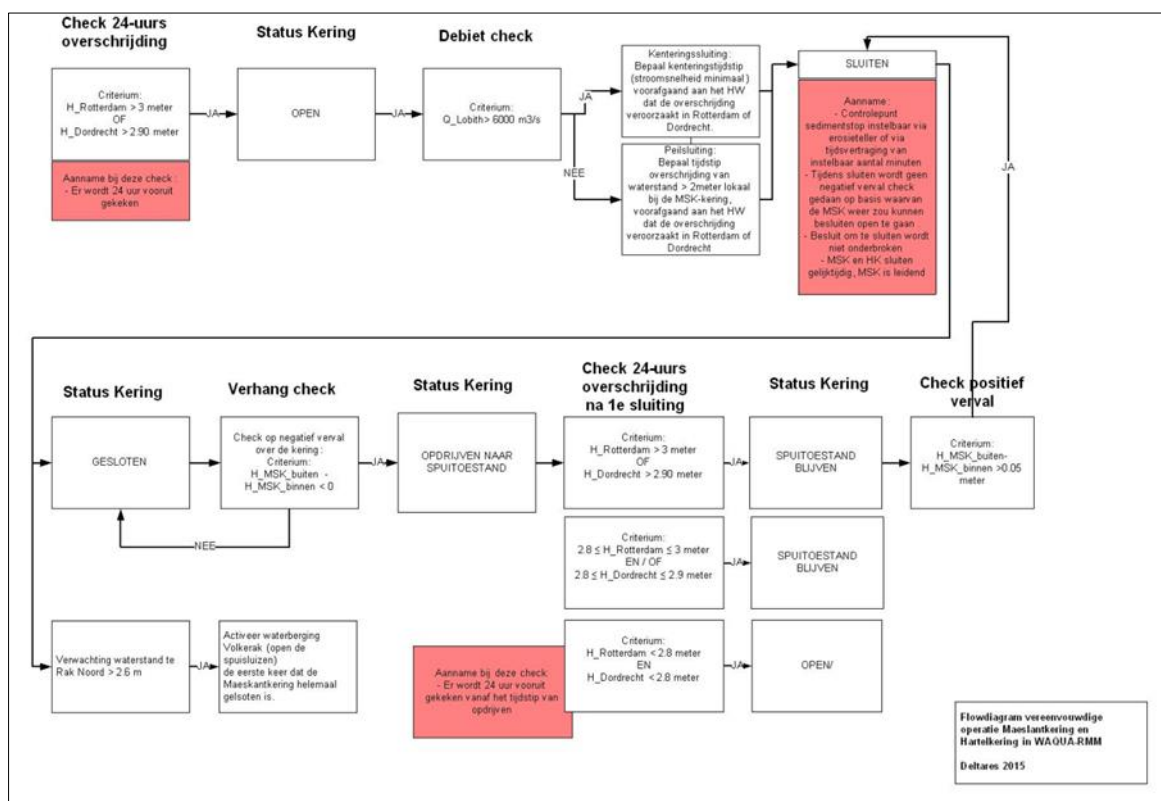 Check 24-uurs
overschrijding
Status Kering
Debiet check
Criterium:
H_Rotterdam > 3 meter
OF
H_Dordrecht > 2.90 meter
Aanname bij deze check :
- Er wordt 24 uur vooruit
gekeken
JA
OPEN
JA
Criterium:
Q_Lobith> 6000 m3/s
JA
NEE
Kenteringssluiting:
Bepaal kenteringstijdstip
(stroomsnelheid minimaal)
voorafgaand aan het HW
dat de overschrijding
veroorzaakt in Rotterdam of
Dordrecht.
Peilsluiting:
Bepaal tijdstip
overschrijding van
waterstand > 2meter lokaal
bij de MSK-kering,
voorafgaand aan het HW
dat de overschrijding
veroorzaakt in Rotterdam of
Dordrecht
SLUITEN
Aanname:
- Controlepunt
sedimentstop instelbaar via
erosieteller of via
tijdsvertraging van
instelbaar aantal minuten
- Tijdens sluiten wordt geen
negatief verval check
gedaan op basis waarvan
de MSK weer zou kunnen
besluiten open te gaan
- Besluit om te sluiten wordt
niet onderbroken
- MSK en HK sluiten
gelijktijdig, MSK is leidend
JA
Status Kering
Verhang check
Status Kering
Check 24-uurs
overschrijding
na 1e sluiting
Status Kering
Check positief
verval
GESLOTEN
Check op negatief verval
over de kering :
Criterium:
H_MSK_buiten -
H_MSK_binnen < 0
NEE
JA
OPDRIJVEN NAAR
SPUITOESTAND
Criterium:
H_Rotterdam > 3 meter
OF
H_Dordrecht > 2.90 meter
JA
SPUITOESTAND
BLIJVEN
Criterium:
H_MSK_buiten-
H_MSK_binnen >0.05
meter
Criterium:
2.8 ≤ H_Rotterdam ≤ 3 meter
EN / OF
2.8 ≤ H_Dordrecht ≤ 2.9 meter
JA
SPUITOESTAND
BLIJVEN
Verwachting waterstand te
Rak Noord > 2.6 m
JA
Activeer waterberging
Volkerak (open de
spuisluizen)
de eerste keer dat de
Maeskantkering helemaal
gelsoten is.
Aanname bij deze check:
- Er wordt 24 uur vooruit
gekeken vanaf het tijdstip van
opdrijven
Criterium:
H_Rotterdam < 2.8 meter
EN
H_Dordrecht < 2.8 meter
JA
OPEN/
Flowdiagram vereenvouwdige
operatie Maeslantkering en
Hartelkering in WAQUA-RMM
Deltares 2015